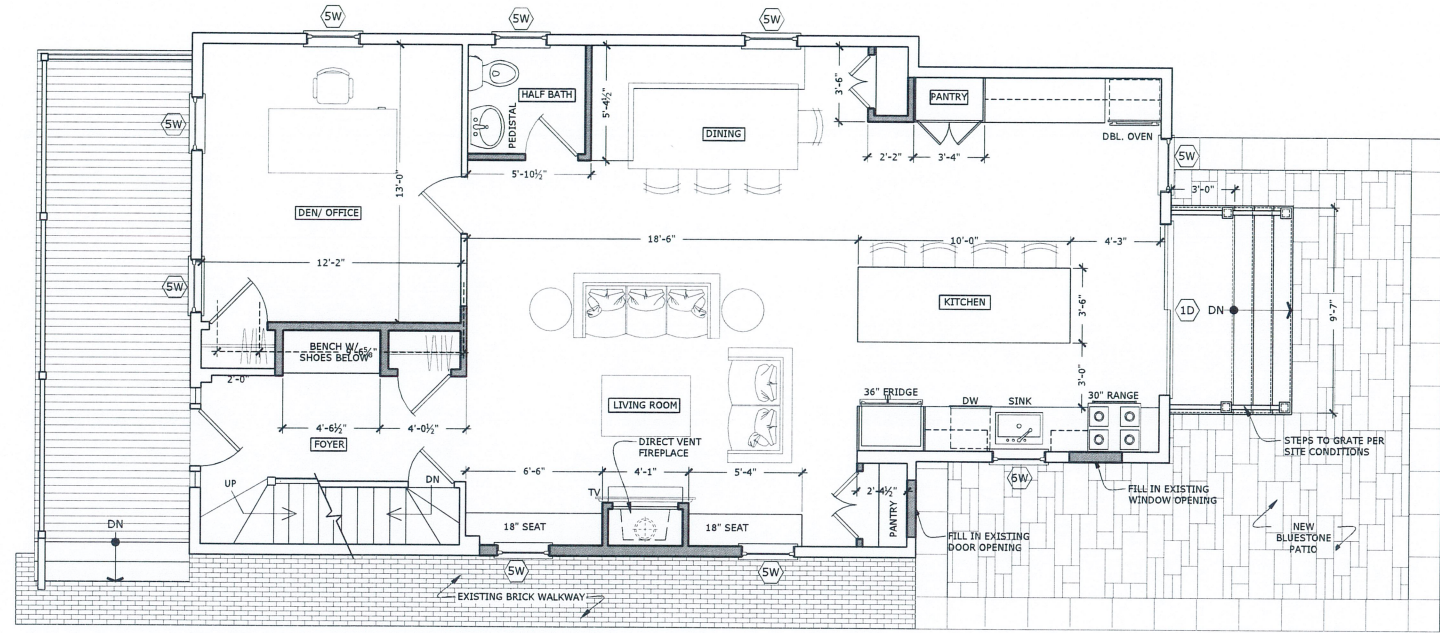 5W
5W
5W
5W
HALF BATH
PEDISTAL
5'-4½"
3'-6"
PANTRY
DINING
DBL. OVEN
5W
2'-2"
3'-4"
5'-10½"
3'-0"
13'-0"
DEN/ OFFICE
18'-6"
10'-0"
4'-3"
12'-2"
5W
KITCHEN
3'-6"
1D
DN
9'-7"
BENCH W/
SHOES BELOW
2'-0"
3'-0"
36" FRIDGE
DW
SINK
30" RANGE
LIVING ROOM
4'-6½"
4'-0½"
FOYER
DIRECT VENT
FIREPLACE
STEPS TO GRATE PER
SITE CONDITIONS
6'-6"
4'-1"
5'-4"
UP
DN
TV
2'-4½"
6W
FILL IN EXISTING
WINDOW OPENING
PANTRY
18" SEAT
18" SEAT
DN
FILL IN EXISTING
DOOR OPENING
NEW
BLUESTONE
PATIO
5W
5W
EXISTING BRICK WALKWAY